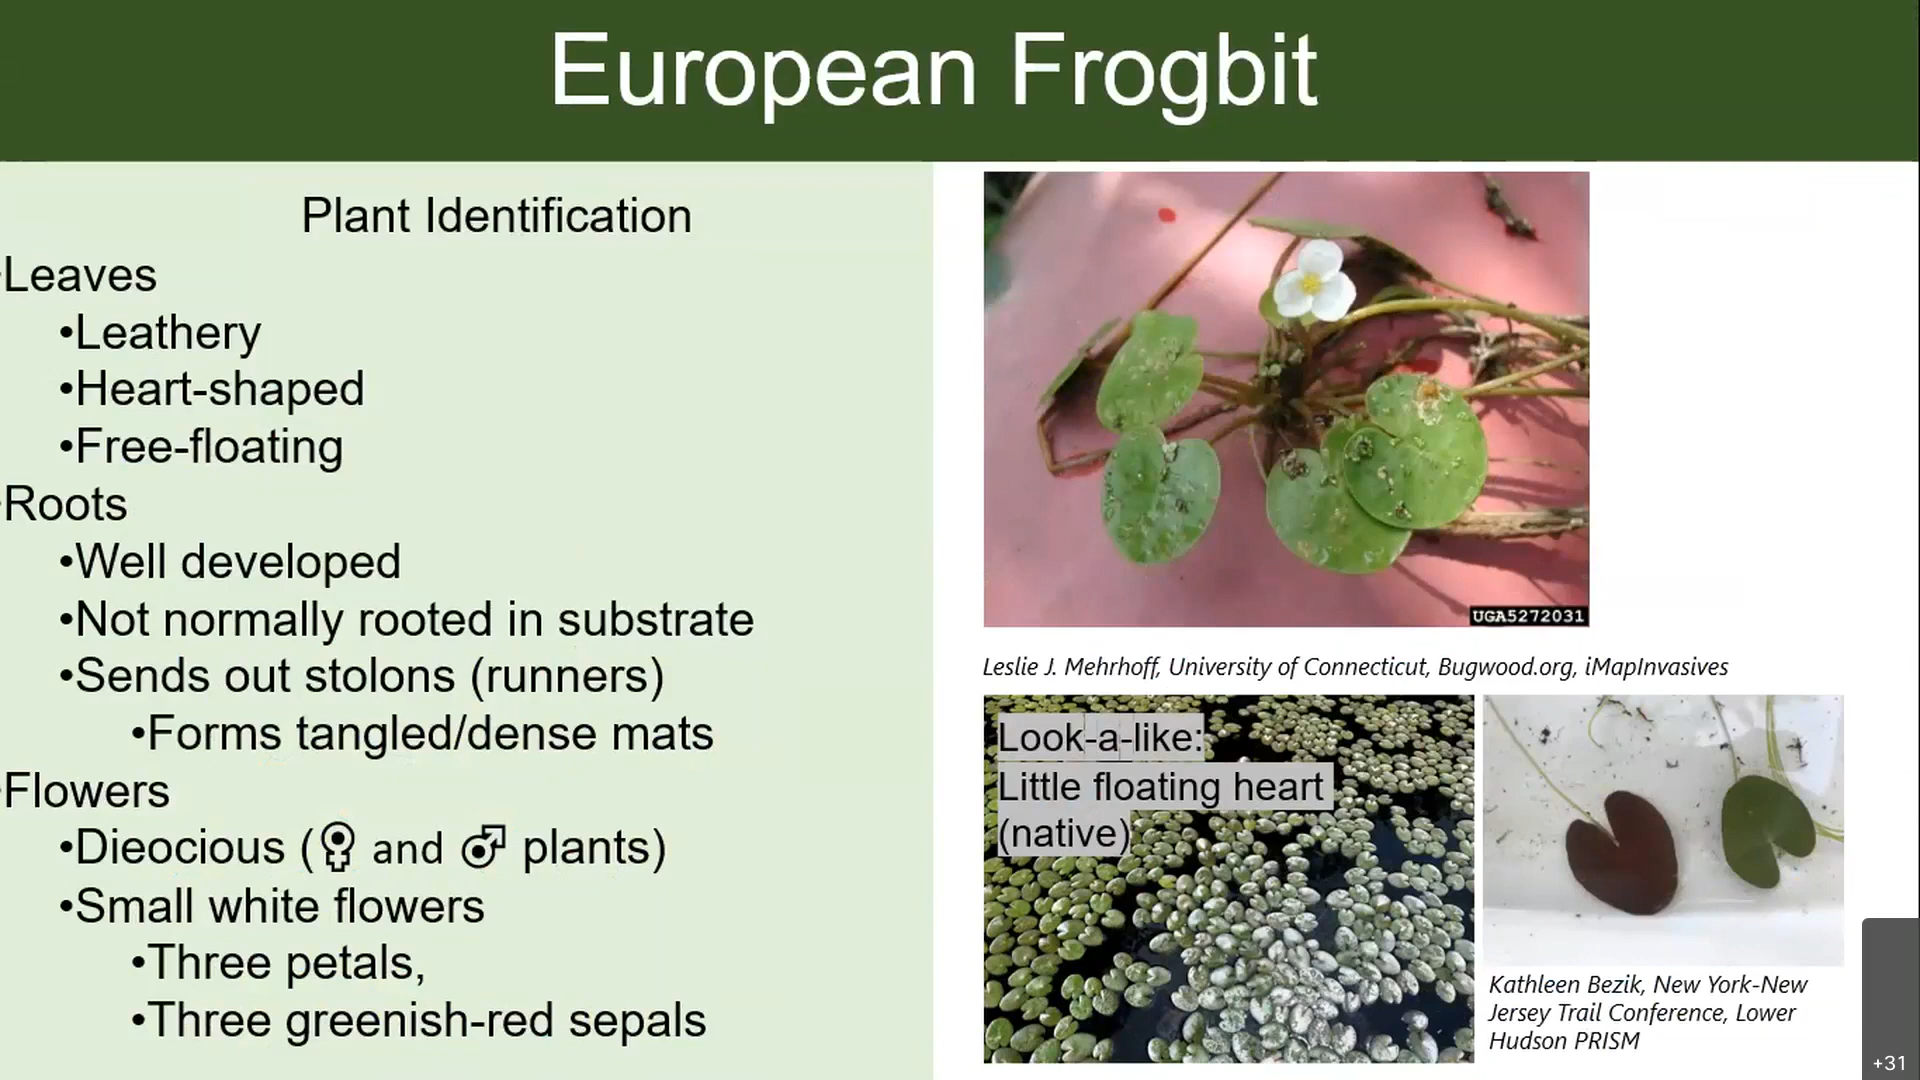 European Frogbit
Plant Identification
•Leaves
•Leathery
•Heart-shaped
•Free-floating
•Roots
•Well developed
•Not normally rooted in substrate
•Sends out stolons (runners)
•Forms tangled/dense mats
•Flowers
•Dieocious (♀ and ♂ plants)
•Small white flowers
•Three petals,
•Three greenish-red sepals
UGA5272031
Leslie J. Mehrhoff, University of Connecticut, Bugwood.org, iMapInvasives
Look-a-like:
Little floating heart
(native)
Kathleen Bezik, New York-New
Jersey Trail Conference, Lower
Hudson PRISM
+31